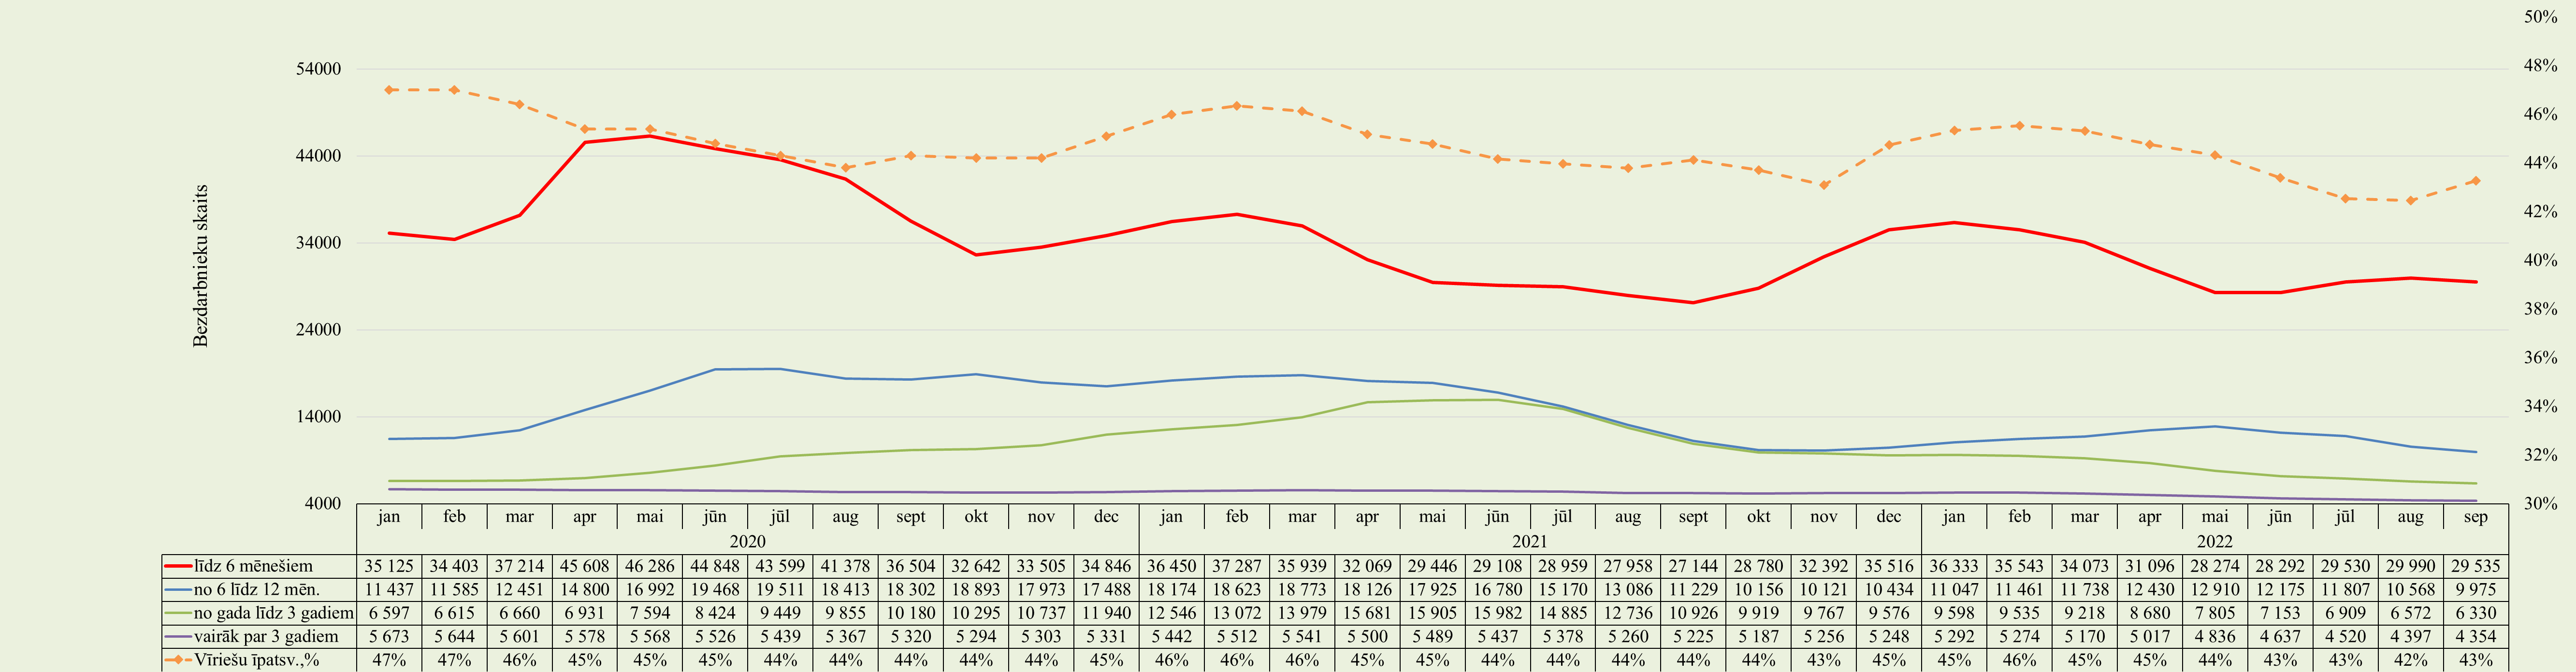 50%
54000
48%
46%
44000
44%
Bezdarbnieku skaits
42%
34000
40%
38%
24000
36%
14000
34%
32%
4000
30%
jan feb mar apr mai jūn jūl aug sept okt nov dec jan feb mar apr mai jūn jūl aug sept okt nov dec jan feb mar apr mai jūn jūl aug sep
2020 2021 2022
līdz 6 mēnešiem 35 125 34 403 37 214 45 608 46 286 44 848 43 599 41 378 36 504 32 642 33 505 34 846 36 450 37 287 35 939 32 069 29 446 29 108 28 959 27 958 27 144 28 780 32 392 35 516 36 333 35 543 34 073 31 096 28 274 28 292 29 530 29 990 29 535
no 6 līdz 12 mēn. 11 437 11 585 12 451 14 800 16 992 19 468 19 511 18 413 18 302 18 893 17 973 17 488 18 174 18 623 18 773 18 126 17 925 16 780 15 170 13 086 11 229 10 156 10 121 10 434 11 047 11 461 11 738 12 430 12 910 12 175 11 807 10 568 9 975
no gada līdz 3 gadiem 6 597 6 615 6 660 6 931 7 594 8 424 9 449 9 855 10 180 10 295 10 737 11 940 12 546 13 072 13 979 15 681 15 905 15 982 14 885 12 736 10 926 9 919 9 767 9 576 9 598 9 535 9 218 8 680 7 805 7 153 6 909 6 572 6 330
vairāk par 3 gadiem 5 673 5 644 5 601 5 578 5 568 5 526 5 439 5 367 5 320 5 294 5 303 5 331 5 442 5 512 5 541 5 500 5 489 5 437 5 378 5 260 5 225 5 187 5 256 5 248 5 292 5 274 5 170 5 017 4 836 4 637 4 520 4 397 4 354
Vīriešu īpatsv.,% 47% 47% 46% 45% 45% 45% 44% 44% 44% 44% 44% 45% 46% 46% 46% 45% 45% 44% 44% 44% 44% 44% 43% 45% 45% 46% 45% 45% 44% 43% 43% 42% 43%